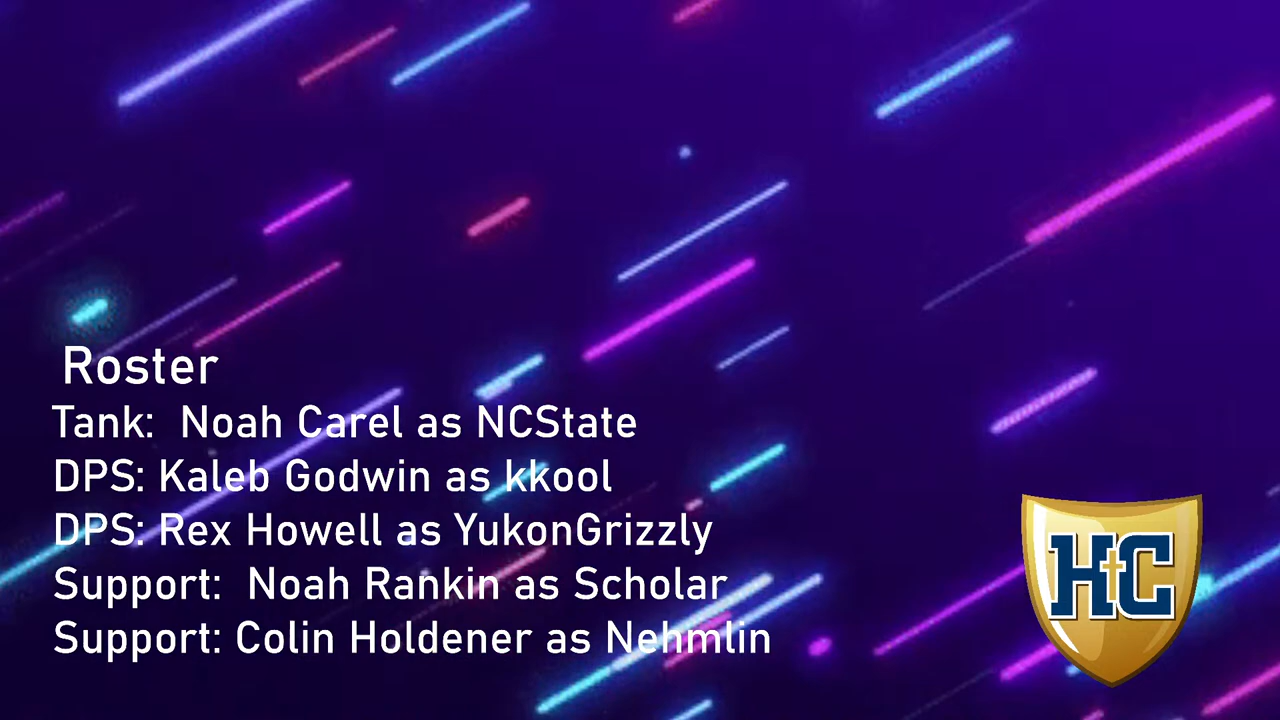 Roster
Tank: Noah Carel as NCState
DPS: Kaleb Godwin as kkool
DPS: Rex Howell as YukonGrizzly
Support: Noah Rankin as Scholar
Support: Colin Holdener as Nehmlin
HC